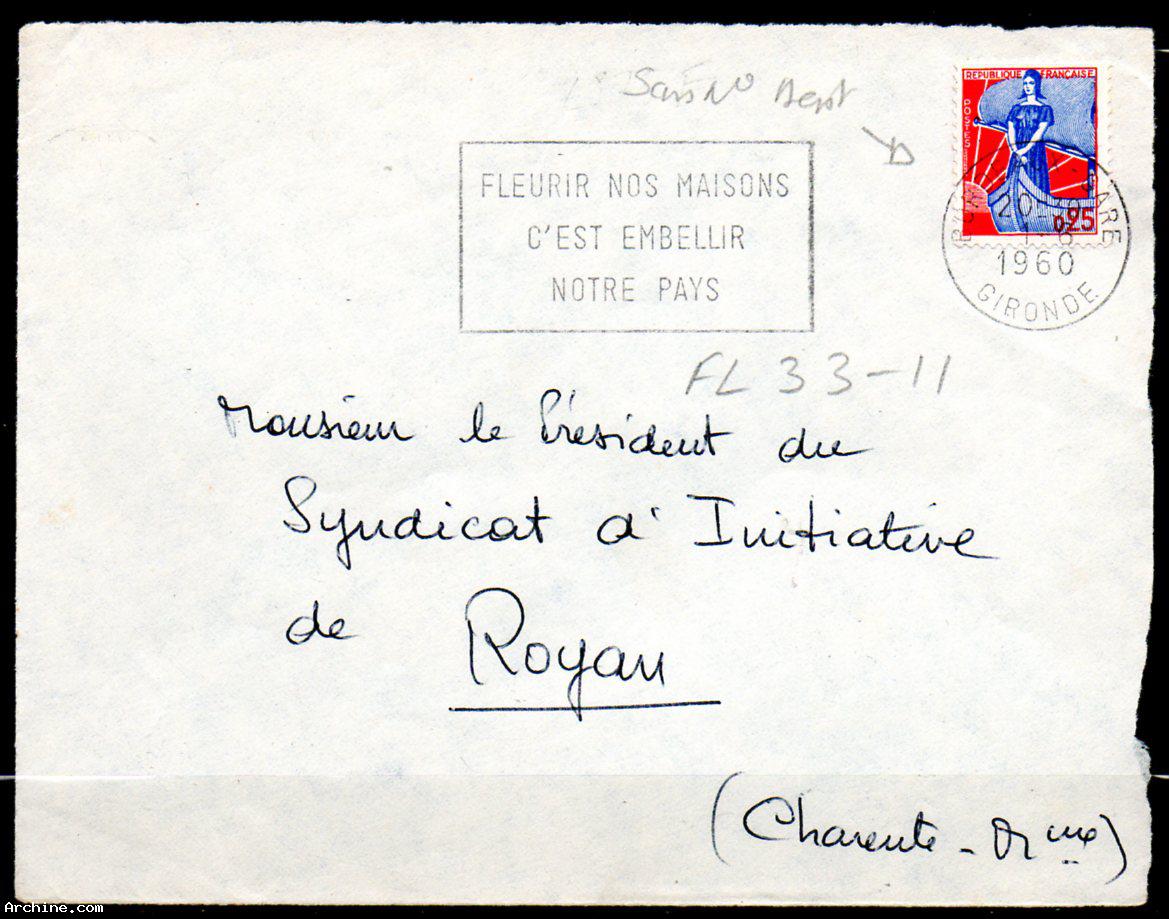 Sans N° Dept
REPUBLIQUE FRANÇAISE
POSTES
0,25
FLEURIR NOS MAISONS
C'EST EMBELLIR
NOTRE PAYS
GARE
1960
GIRONDE
FL 33-11
Monsieur le Président du
Syndicat d'Initiative
de Royan
(Charente-Mme)
Archine.com